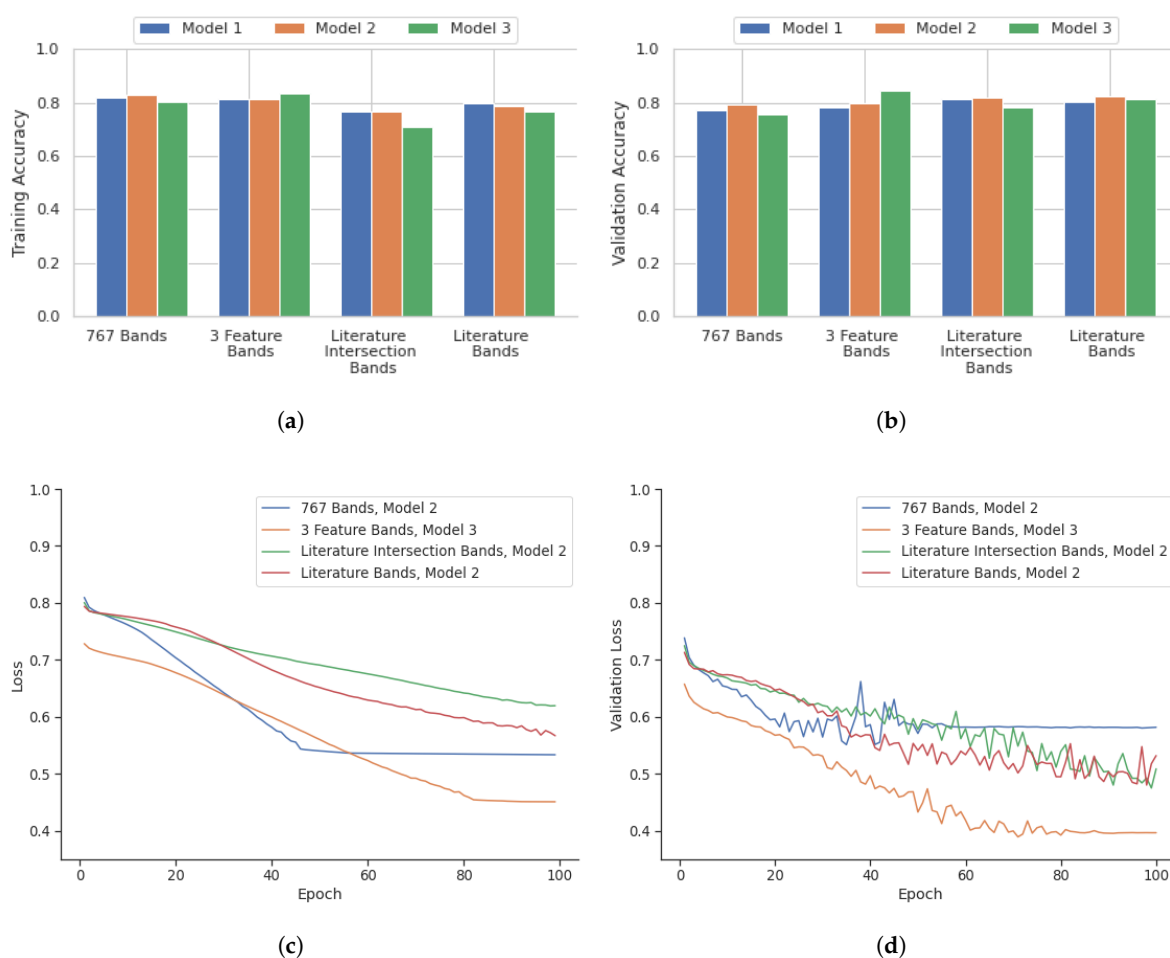 Model 1 Model 2 Model 3
1.0
0.8
0.6
0.4
0.2
0.0
Training Accuracy
767 Bands
3 Feature
Bands
Literature
Intersection
Bands
Literature
Bands
(a)
Model 1 Model 2 Model 3
1.0
0.8
0.6
0.4
0.2
0.0
Validation Accuracy
767 Bands
3 Feature
Bands
Literature
Intersection
Bands
Literature
Bands
(b)
767 Bands, Model 2
3 Feature Bands, Model 3
Literature Intersection Bands, Model 2
Literature Bands, Model 2
1.0
0.9
0.8
0.7
0.6
0.5
0.4
Loss
0 20 40 60 80 100
Epoch
(c)
767 Bands, Model 2
3 Feature Bands, Model 3
Literature Intersection Bands, Model 2
Literature Bands, Model 2
1.0
0.9
0.8
0.7
0.6
0.5
0.4
Validation Loss
0 20 40 60 80 100
Epoch
(d)